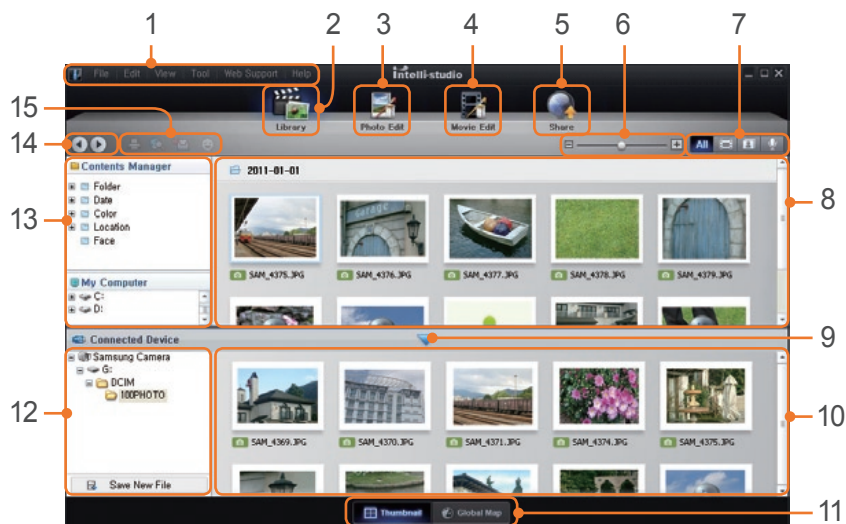 1 2 3 4 5 6 7
File Edit View Tool Web Support Help
intelli-studio
Library Photo Edit Movie Edit Share
15
14
All
Contents Manager
2011-01-01
13
Folder
Date
Color
Location
Face
8
SAM_4375.JPG SAM_4376.JPG SAM_4377.JPG SAM_4378.JPG SAM_4379.JPG
My Computer
C:
D:
Connected Device
9
Samsung Camera
G:
DCIM
100PHOTO
12
10
SAM_4369.JPG SAM_4370.JPG SAM_4371.JPG SAM_4374.JPG SAM_4375.JPG
Save New File
Thumbnail Global Map
11